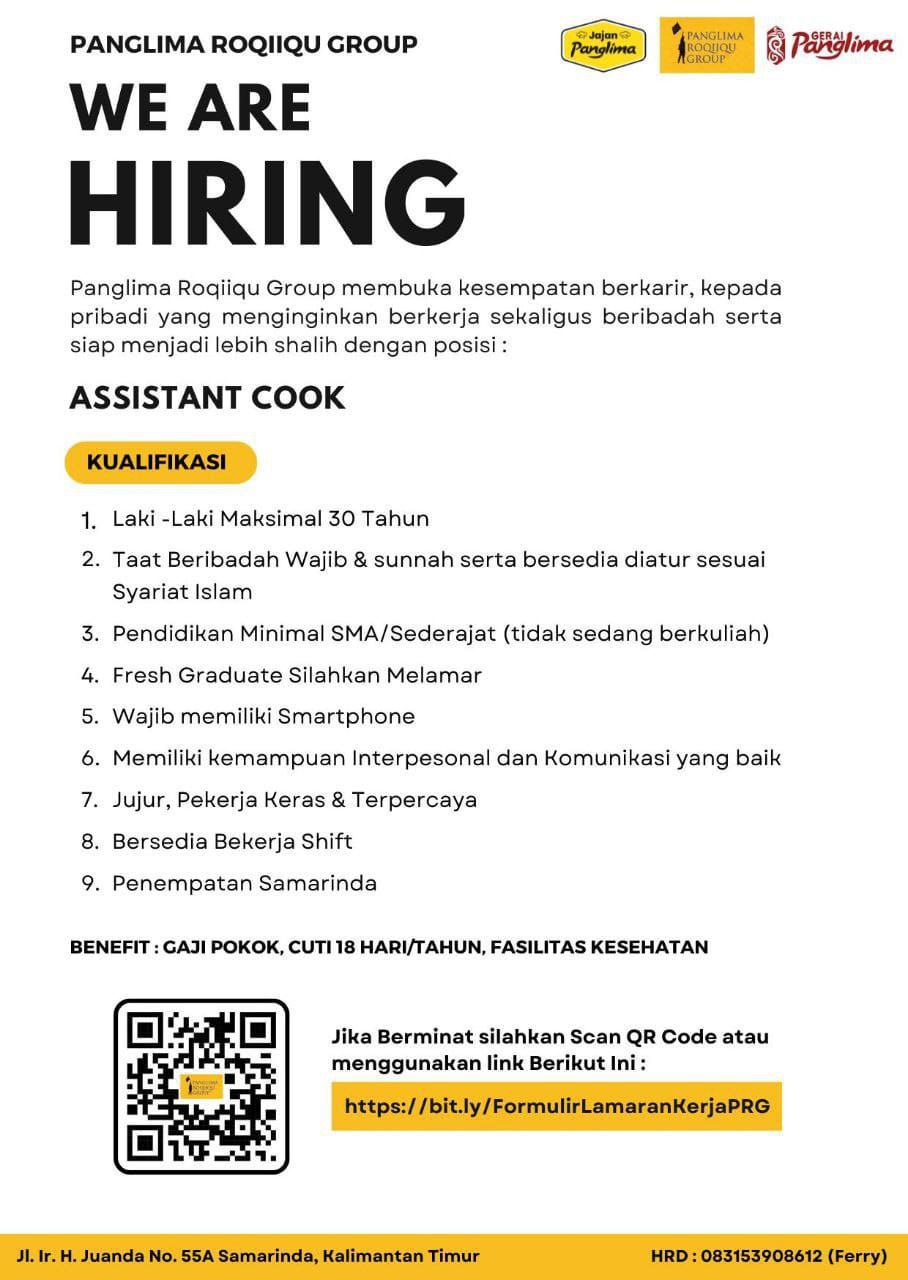 PANGLIMA ROQIIQU GROUP
Jajan
Panglima
PANGLIMA
ROQIIQU
GROUP
GERAI
Panglima
WE ARE
HIRING
Panglima Roqiiqu Group membuka kesempatan berkarir, kepada
pribadi yang menginginkan berkerja sekaligus beribadah serta
siap menjadi lebih shalih dengan posisi :
ASSISTANT COOK
KUALIFIKASI
1. Laki -Laki Maksimal 30 Tahun
2. Taat Beribadah Wajib & sunnah serta bersedia diatur sesuai
Syariat Islam
3. Pendidikan Minimal SMA/Sederajat (tidak sedang berkuliah)
4. Fresh Graduate Silahkan Melamar
5. Wajib memiliki Smartphone
6. Memiliki kemampuan Interpesonal dan Komunikasi yang baik
7. Jujur, Pekerja Keras & Terpercaya
8. Bersedia Bekerja Shift
9. Penempatan Samarinda
BENEFIT : GAJI POKOK, CUTI 18 HARI/TAHUN, FASILITAS KESEHATAN
PANGLIMA
ROQIIQU
GROUP
Jika Berminat silahkan Scan QR Code atau
menggunakan link Berikut Ini :
https://bit.ly/FormulirLamaranKerjaPRG
Jl. Ir. H. Juanda No. 55A Samarinda, Kalimantan Timur
HRD : 083153908612 (Ferry)